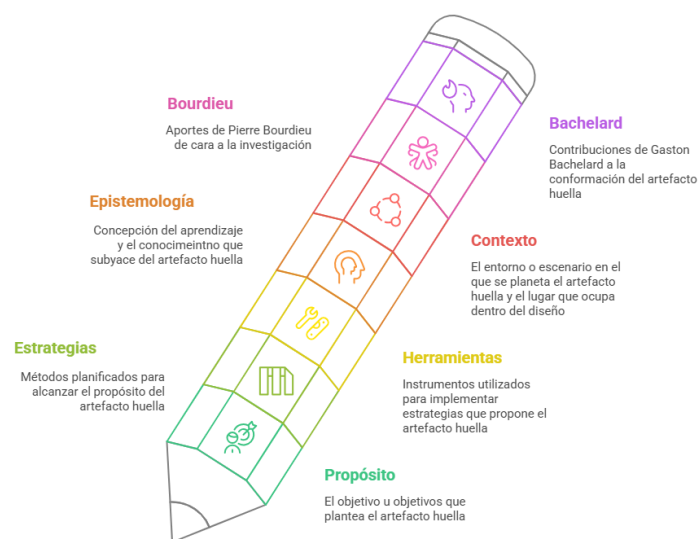 Bourdieu
Aportes de Pierre Bourdieu
de cara a la investigación
Bachelard
Contribuciones de Gaston
Bachelard a la
conformación del artefacto
huella
Epistemología
Concepción del aprendizaje
y el conocimeintno que
subyace del artefacto huella
Contexto
El entorno o escenario en el
que se planeta el artefacto
huella y el lugar que ocupa
dentro del diseño
Estrategias
Métodos planificados para
alcanzar el propósito del
artefacto huella
Herramientas
Instrumentos utilizados
para implementar
estrategias que propone el
artefacto huella
Propósito
El objetivo u objetivos que
plantea el artefacto huella